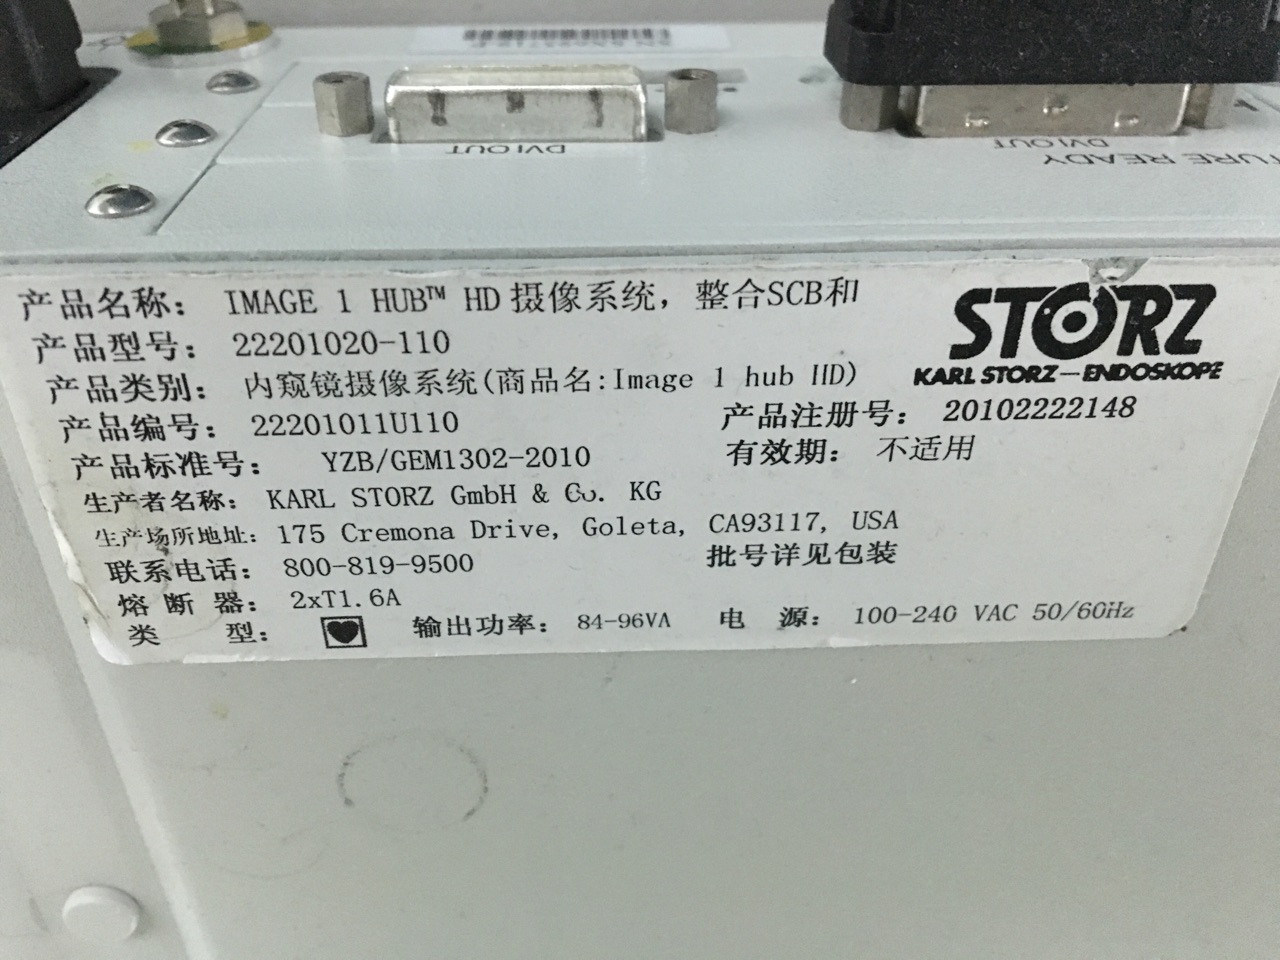 DVI OUT
DVI OUT
TURE READY
产品名称： IMAGE 1 HUB™ HD 摄像系统，整合SCB和
产品型号： 22201020-110
产品类别： 内窥镜摄像系统(商品名:Image 1 hub HD)
产品编号： 22201011U110
产品注册号： 20102222148
产品标准号： YZB/GEM1302-2010
有效期： 不适用
生产者名称： KARL STORZ GmbH & Co. KG
生产场所地址： 175 Cremona Drive, Goleta, CA93117, USA
联系电话： 800-819-9500
批号详见包装
熔 断 器： 2xT1.6A
类 型： 输出功率： 84-96VA 电 源： 100-240 VAC 50/60Hz
STORZ
KARL STORZ—ENDOSKOPE